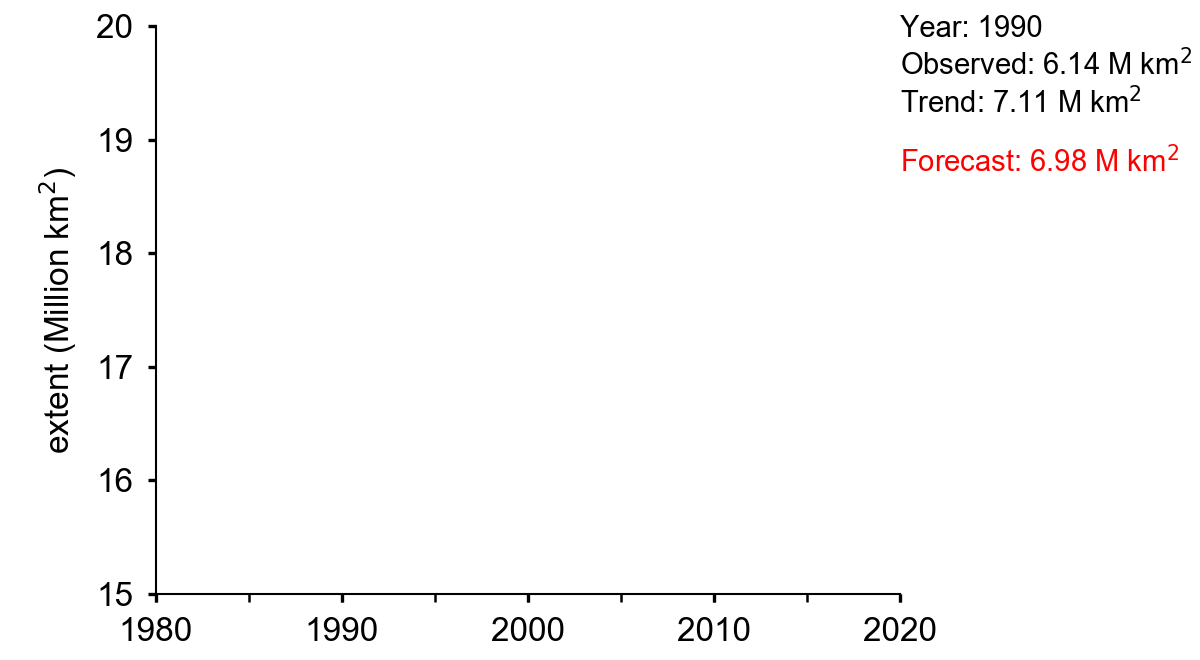 20
19
18
17
16
15
extent (Million km²)
1980 1990 2000 2010 2020
Year: 1990
Observed: 6.14 M km²
Trend: 7.11 M km²
Forecast: 6.98 M km²